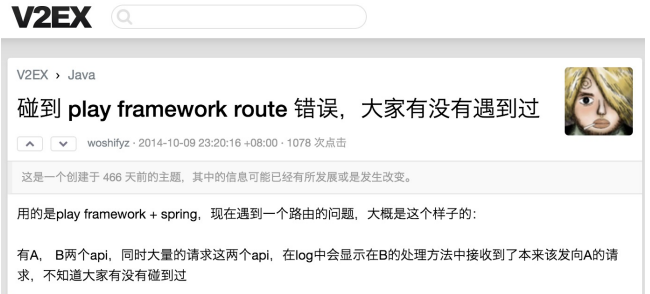 V2EX
V2EX › Java
碰到 play framework route 错误，大家有没有遇到过
woshifyz · 2014-10-09 23:20:16 +08:00 · 1078 次点击
这是一个创建于 466 天前的主题，其中的信息可能已经有所发展或是发生改变。
用的是play framework + spring，现在遇到一个路由的问题，大概是这个样子的：
有A， B两个api，同时大量的请求这两个api，在log中会显示在B的处理方法中接收到了本来该发向A的请
求，不知道大家有没有碰到过